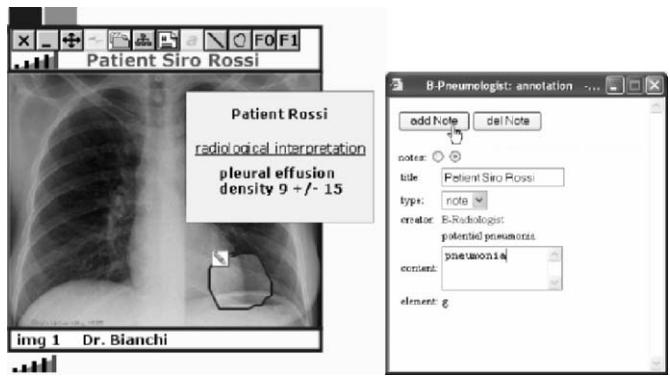 F0 F1
Patient Siro Rossi
Patient Rossi
radiological interpretation
pleural effusion
density 9 +/- 15
img 1 Dr. Bianchi
B-Pneumologist: annotation -...
add Note
del Note
notes:
title
Patient Siro Rossi
type:
note
creator
B-Radiologist
potential pneumonia
content:
pneumonia
element: g